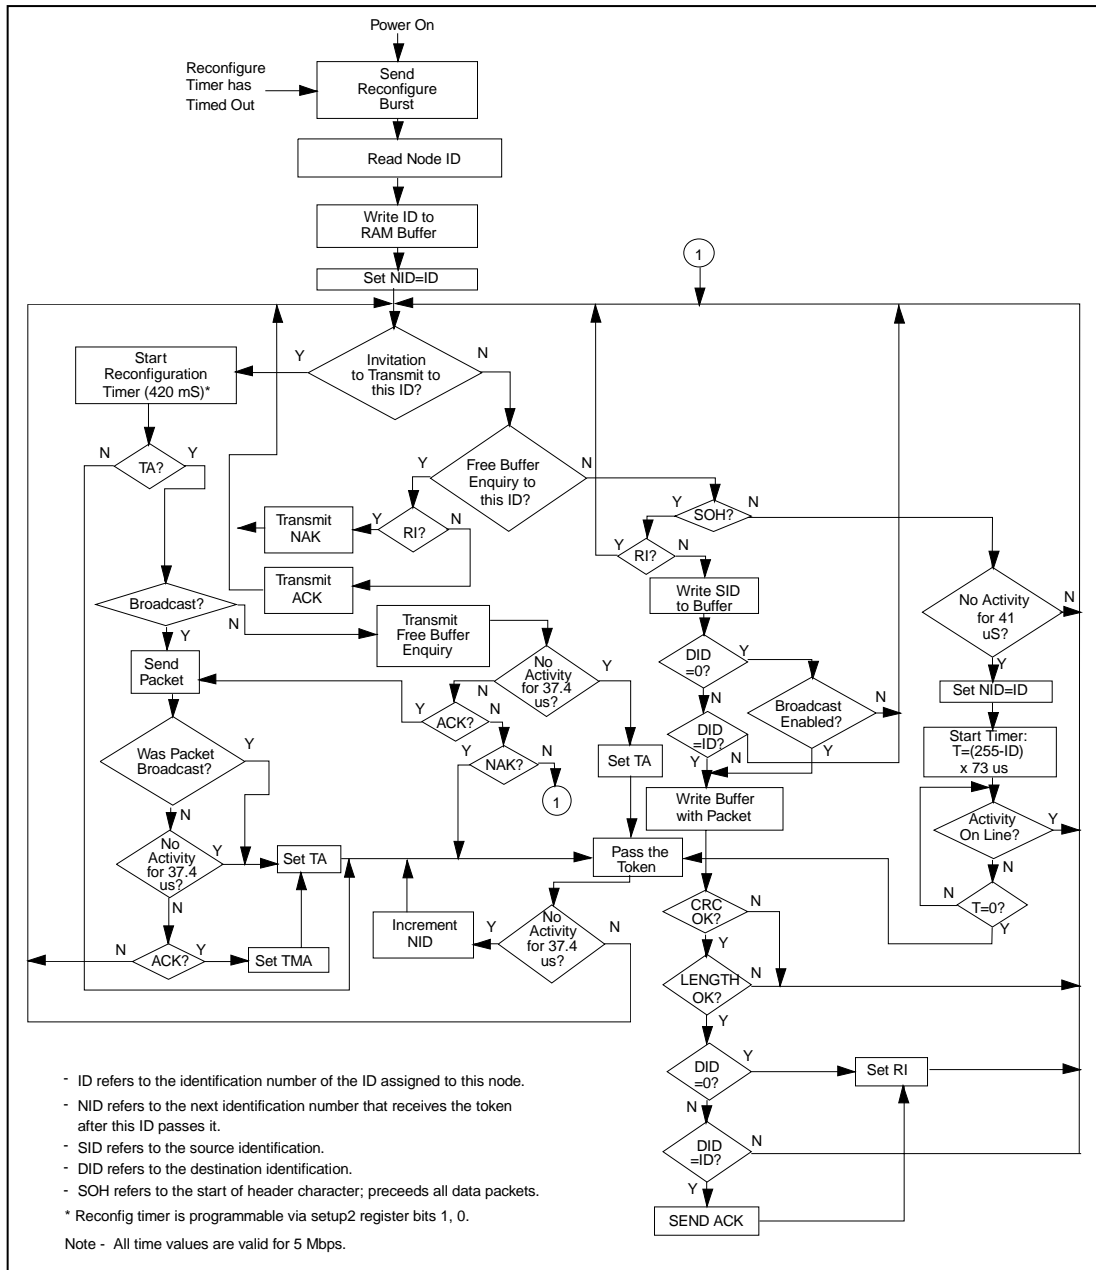 Power On
Reconfigure
Timer has
Timed Out
Send
Reconfigure
Burst
Read Node ID
Write ID to
RAM Buffer
Set NID=ID
1
Start
Reconfiguration
Timer (420 mS)*
Y
Invitation
to Transmit to
this ID?
N
N
TA?
Y
Y
Free Buffer
Enquiry to
this ID?
N
Transmit
NAK
Y
RI?
N
Y
SOH?
N
Y
RI?
N
Transmit
ACK
Write SID
to Buffer
No Activity
for 41
uS?
N
Y
Broadcast?
N
Y
Transmit
Free Buffer
Enquiry
Send
Packet
No
Activity
for 37.4
us?
Y
N
DID
=0?
Y
N
Broadcast
Enabled?
N
Y
Set NID=ID
ACK?
Y
N
Was Packet
Broadcast?
Y
N
DID
=ID?
Y
N
Start Timer:
T=(255-ID)
x 73 us
NAK?
Y
N
Set TA
1
Write Buffer
with Packet
Activity
On Line?
Y
N
No
Activity
for 37.4
us?
Y
N
Set TA
Pass the
Token
T=0?
N
Y
CRC
OK?
N
Y
Increment
NID
Y
No
Activity
for 37.4
us?
N
N
ACK?
Y
Set TMA
LENGTH
OK?
N
Y
DID
=0?
Y
N
Set RI
DID
=ID?
N
Y
SEND ACK
- ID refers to the identification number of the ID assigned to this node.
- NID refers to the next identification number that receives the token
after this ID passes it.
- SID refers to the source identification.
- DID refers to the destination identification.
- SOH refers to the start of header character; preceeds all data packets.
* Reconfig timer is programmable via setup2 register bits 1, 0.
Note - All time values are valid for 5 Mbps.